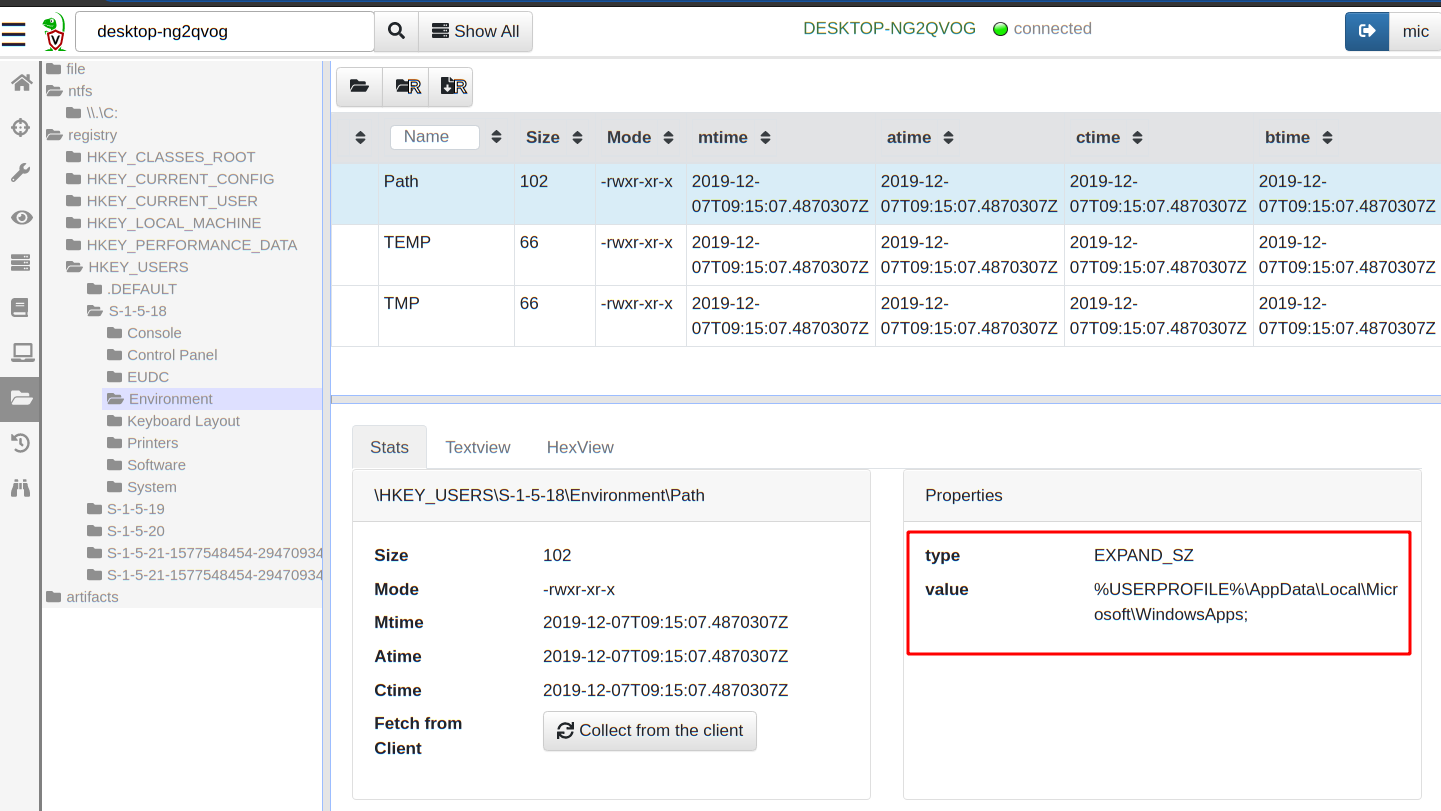 desktop-ng2qvog Show All DESKTOP-NG2QVOG connected mic
file
ntfs
\\.\C:
registry
HKEY_CLASSES_ROOT
HKEY_CURRENT_CONFIG
HKEY_CURRENT_USER
HKEY_LOCAL_MACHINE
HKEY_PERFORMANCE_DATA
HKEY_USERS
.DEFAULT
S-1-5-18
Console
Control Panel
EUDC
Environment
Keyboard Layout
Printers
Software
System
S-1-5-19
S-1-5-20
S-1-5-21-1577548454-29470934
S-1-5-21-1577548454-29470934
artifacts
R R
Name Size Mode mtime atime ctime btime
Path 102 -rwxr-xr-x 2019-12- 2019-12- 2019-12- 2019-12-
07T09:15:07.4870307Z 07T09:15:07.4870307Z 07T09:15:07.4870307Z 07T09:15:07.4870307Z
TEMP 66 -rwxr-xr-x 2019-12- 2019-12- 2019-12- 2019-12-
07T09:15:07.4870307Z 07T09:15:07.4870307Z 07T09:15:07.4870307Z 07T09:15:07.4870307Z
TMP 66 -rwxr-xr-x 2019-12- 2019-12- 2019-12- 2019-12-
07T09:15:07.4870307Z 07T09:15:07.4870307Z 07T09:15:07.4870307Z 07T09:15:07.4870307Z
Stats Textview HexView
\HKEY_USERS\S-1-5-18\Environment\Path
Size 102
Mode -rwxr-xr-x
Mtime 2019-12-07T09:15:07.4870307Z
Atime 2019-12-07T09:15:07.4870307Z
Ctime 2019-12-07T09:15:07.4870307Z
Fetch from
Client
Collect from the client
Properties
type EXPAND_SZ
value %USERPROFILE%\AppData\Local\Micr
osoft\WindowsApps;